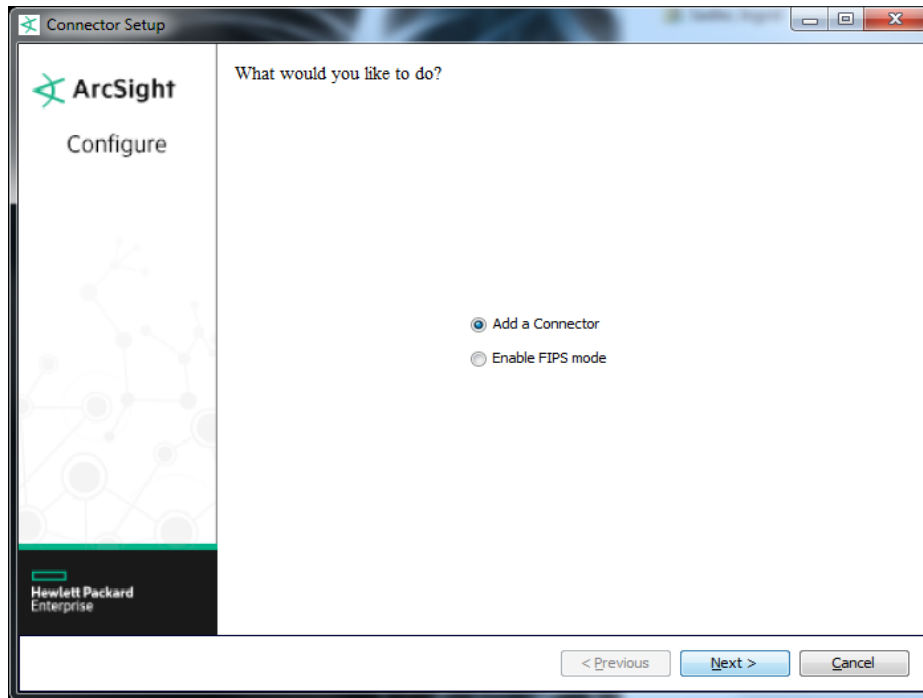 Connector Setup
ArcSight
Configure
What would you like to do?
Add a Connector
Enable FIPS mode
Hewlett Packard
Enterprise
< Previous
Next >
Cancel